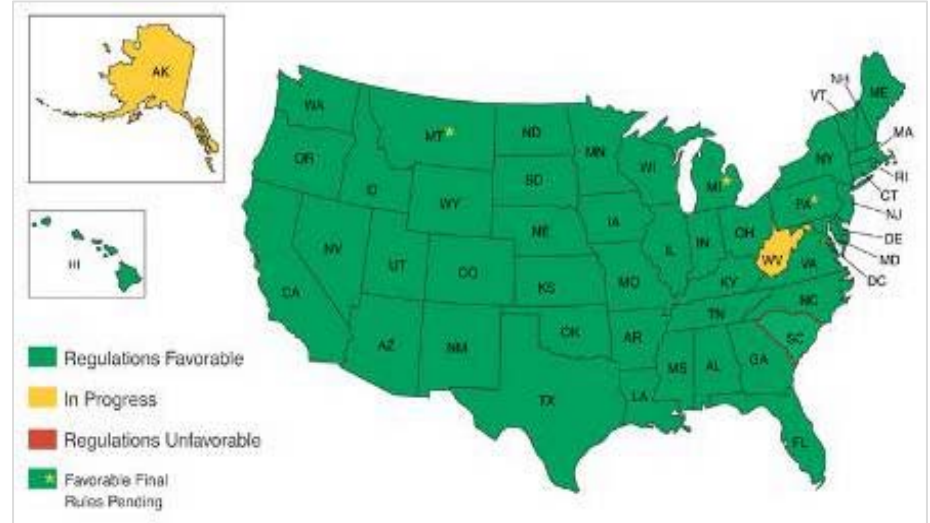 AK
HI
WA
OR
CA
NV
ID
MT
WY
UT
CO
AZ
NM
ND
SD
NE
KS
OK
TX
MN
IA
MO
AR
LA
WI
IL
IN
MI
OH
KY
TN
MS
AL
GA
FL
SC
NC
VA
WV
PA
NY
VT
NH
ME
MA
RI
CT
NJ
DE
MD
DC
Regulations Favorable
In Progress
Regulations Unfavorable
Favorable Final
Rules Pending